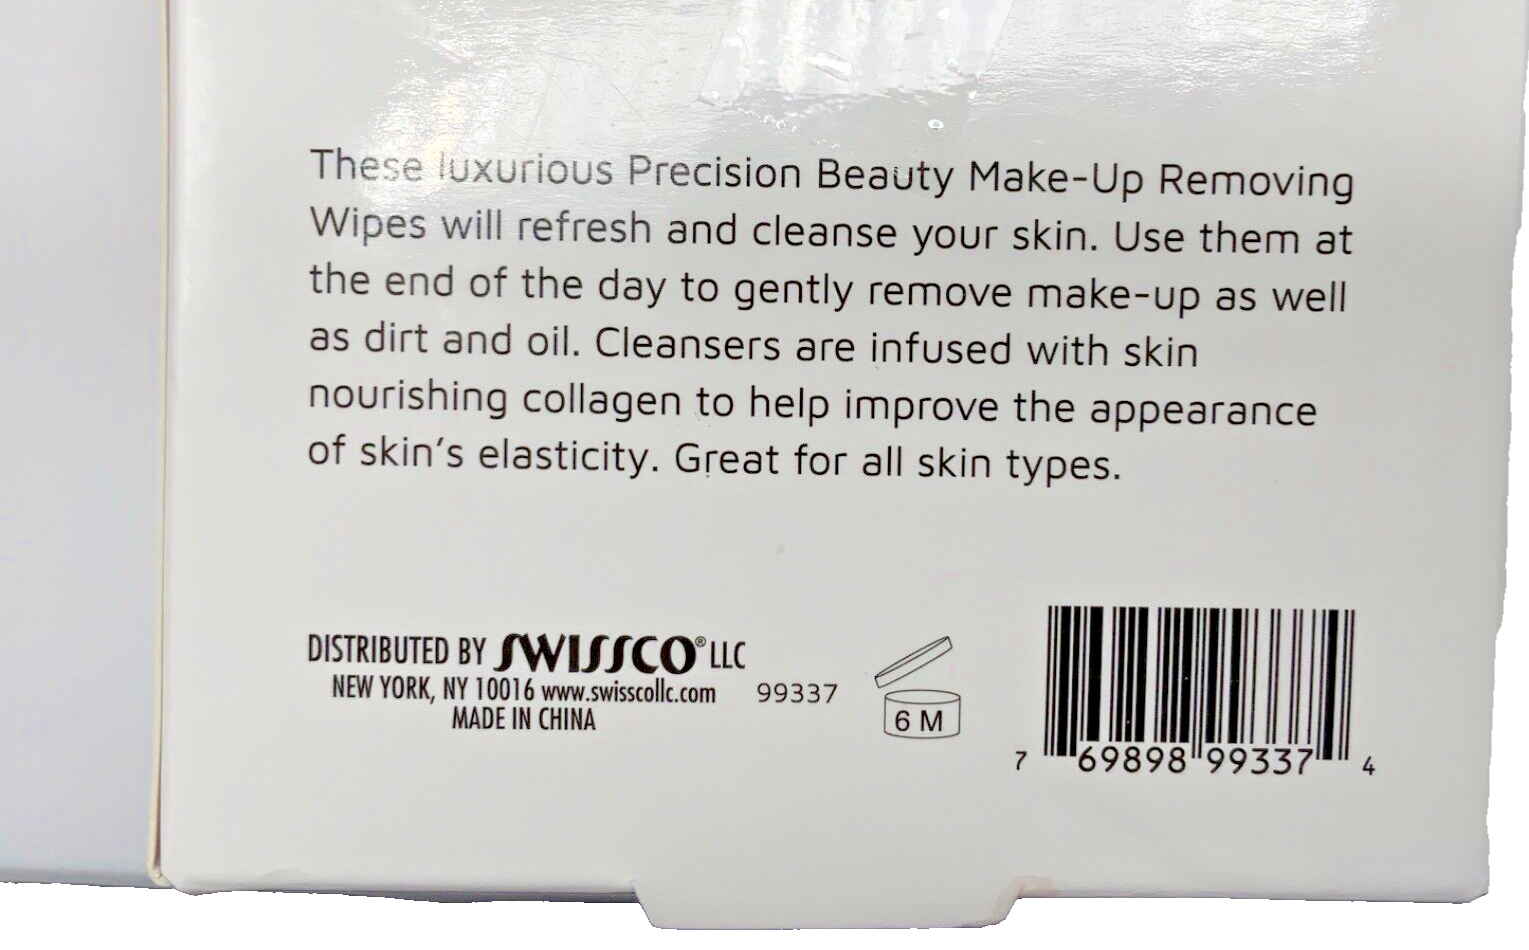 These luxurious Precision Beauty Make-Up Removing
Wipes will refresh and cleanse your skin. Use them at
the end of the day to gently remove make-up as well
as dirt and oil. Cleansers are infused with skin
nourishing collagen to help improve the appearance
of skin's elasticity. Great for all skin types.
DISTRIBUTED BY SWISSCO® LLC
NEW YORK, NY 10016 www.swisscollc.com 99337
MADE IN CHINA
6 M
7 69898 99337 4